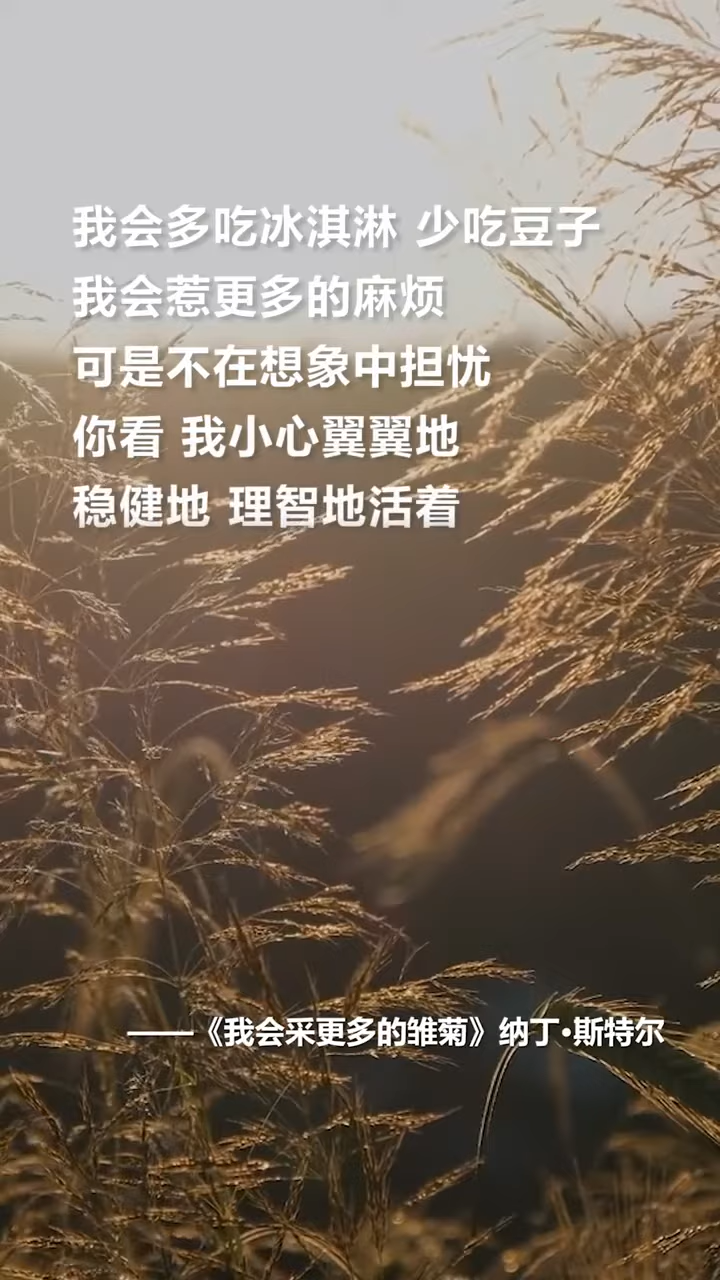 我会多吃冰淇淋 少吃豆子
我会惹更多的麻烦
可是不在想象中担忧
你看 我小心翼翼地
稳健地 理智地活着
——《我会采更多的雏菊》纳丁·斯特尔